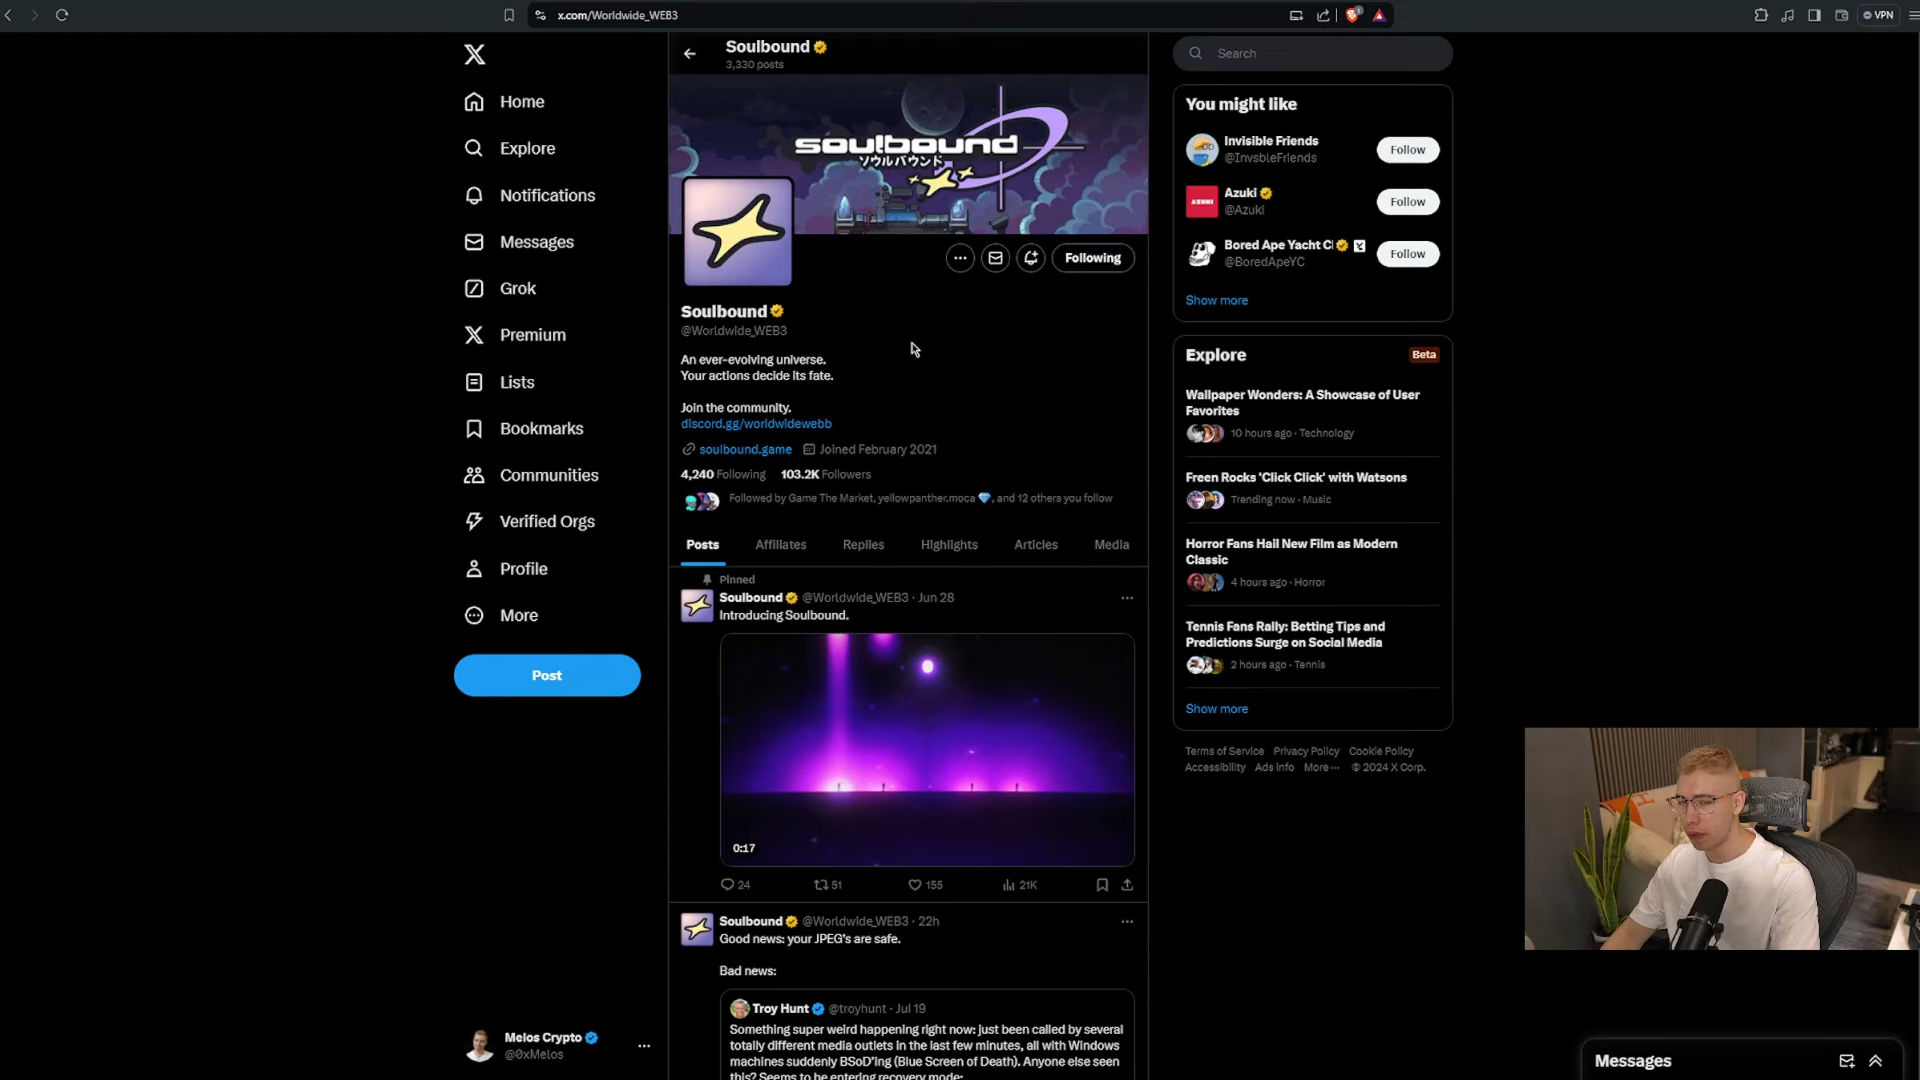 x.com/Worldwide_WEB3
VPN
Home
Explore
Notifications
Messages
Grok
Premium
Lists
Bookmarks
Communities
Verified Orgs
Profile
More
Post
Melos Crypto
@0xMelos
Soulbound
3,330 posts
soulbound
ソウルバウンド
Following
Soulbound
@Worldwide_WEB3
An ever-evolving universe.
Your actions decide its fate.
Join the community.
discord.gg/worldwidewebb
soulbound.game Joined February 2021
4,240 Following 103.2K Followers
Followed by Game The Market, yellowpanther.moca 💎, and 12 others you follow
Posts Affiliates Replies Highlights Articles Media
Pinned
Soulbound @Worldwide_WEB3 · Jun 28
Introducing Soulbound.
0:17
24 51 155 21K
Soulbound @Worldwide_WEB3 · 22h
Good news: your JPEG's are safe.
Bad news:
Troy Hunt @troyhunt · Jul 19
Something super weird happening right now: just been called by several
totally different media outlets in the last few minutes, all with Windows
machines suddenly BSoD'ing (Blue Screen of Death). Anyone else seen
this? Seems to be entering recovery mode:
Search
You might like
Invisible Friends
@InvsbleFriends
Follow
Azuki
@Azuki
Follow
AZUKI
Bored Ape Yacht Cl
@BoredApeYC
Follow
Show more
Explore
Beta
Wallpaper Wonders: A Showcase of User
Favorites
10 hours ago · Technology
Freen Rocks 'Click Click' with Watsons
Trending now · Music
Horror Fans Hail New Film as Modern
Classic
4 hours ago · Horror
Tennis Fans Rally: Betting Tips and
Predictions Surge on Social Media
2 hours ago · Tennis
Show more
Terms of Service Privacy Policy Cookie Policy
Accessibility Ads info More ··· © 2024 X Corp.
Messages